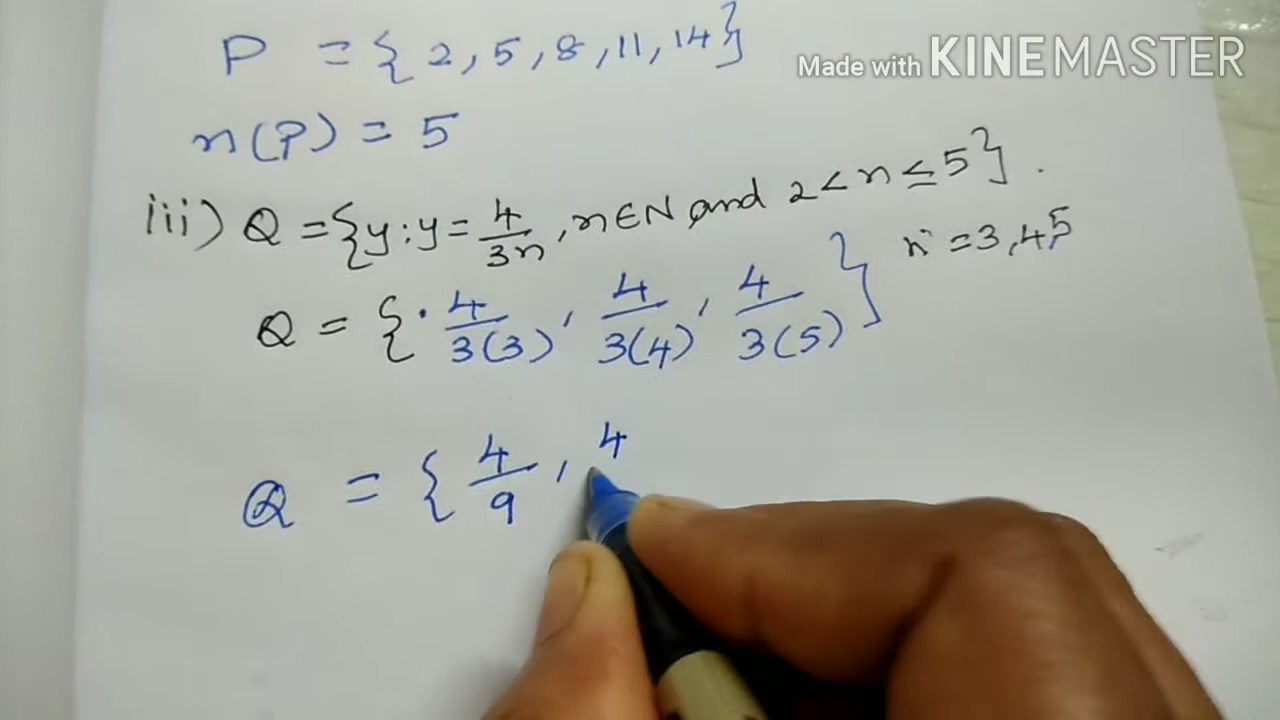 P = {2, 5, 8, 11, 14}
Made with KINEMASTER
n(P) = 5
iii) Q = {y : y = 4/3n, n∈N and 2 < n ≤ 5}.
n = 3, 4, 5
Q = {· 4/3(3), 4/3(4), 4/3(5)}
Q = {4/9, 4